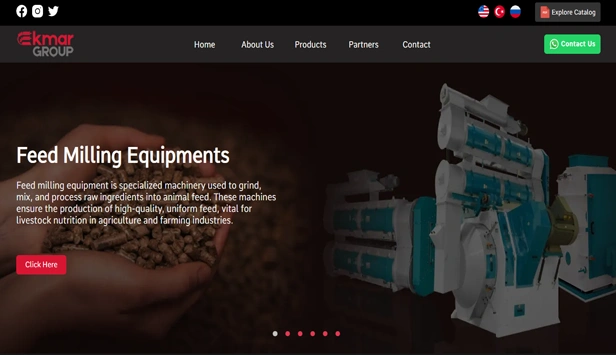 Explore Catalog
Ekmar
GROUP
Home
About Us
Products
Partners
Contact
Contact Us
Feed Milling Equipments
Feed milling equipment is specialized machinery used to grind,
mix, and process raw ingredients into animal feed. These machines
ensure the production of high-quality, uniform feed, vital for
livestock nutrition in agriculture and farming industries.
Click Here